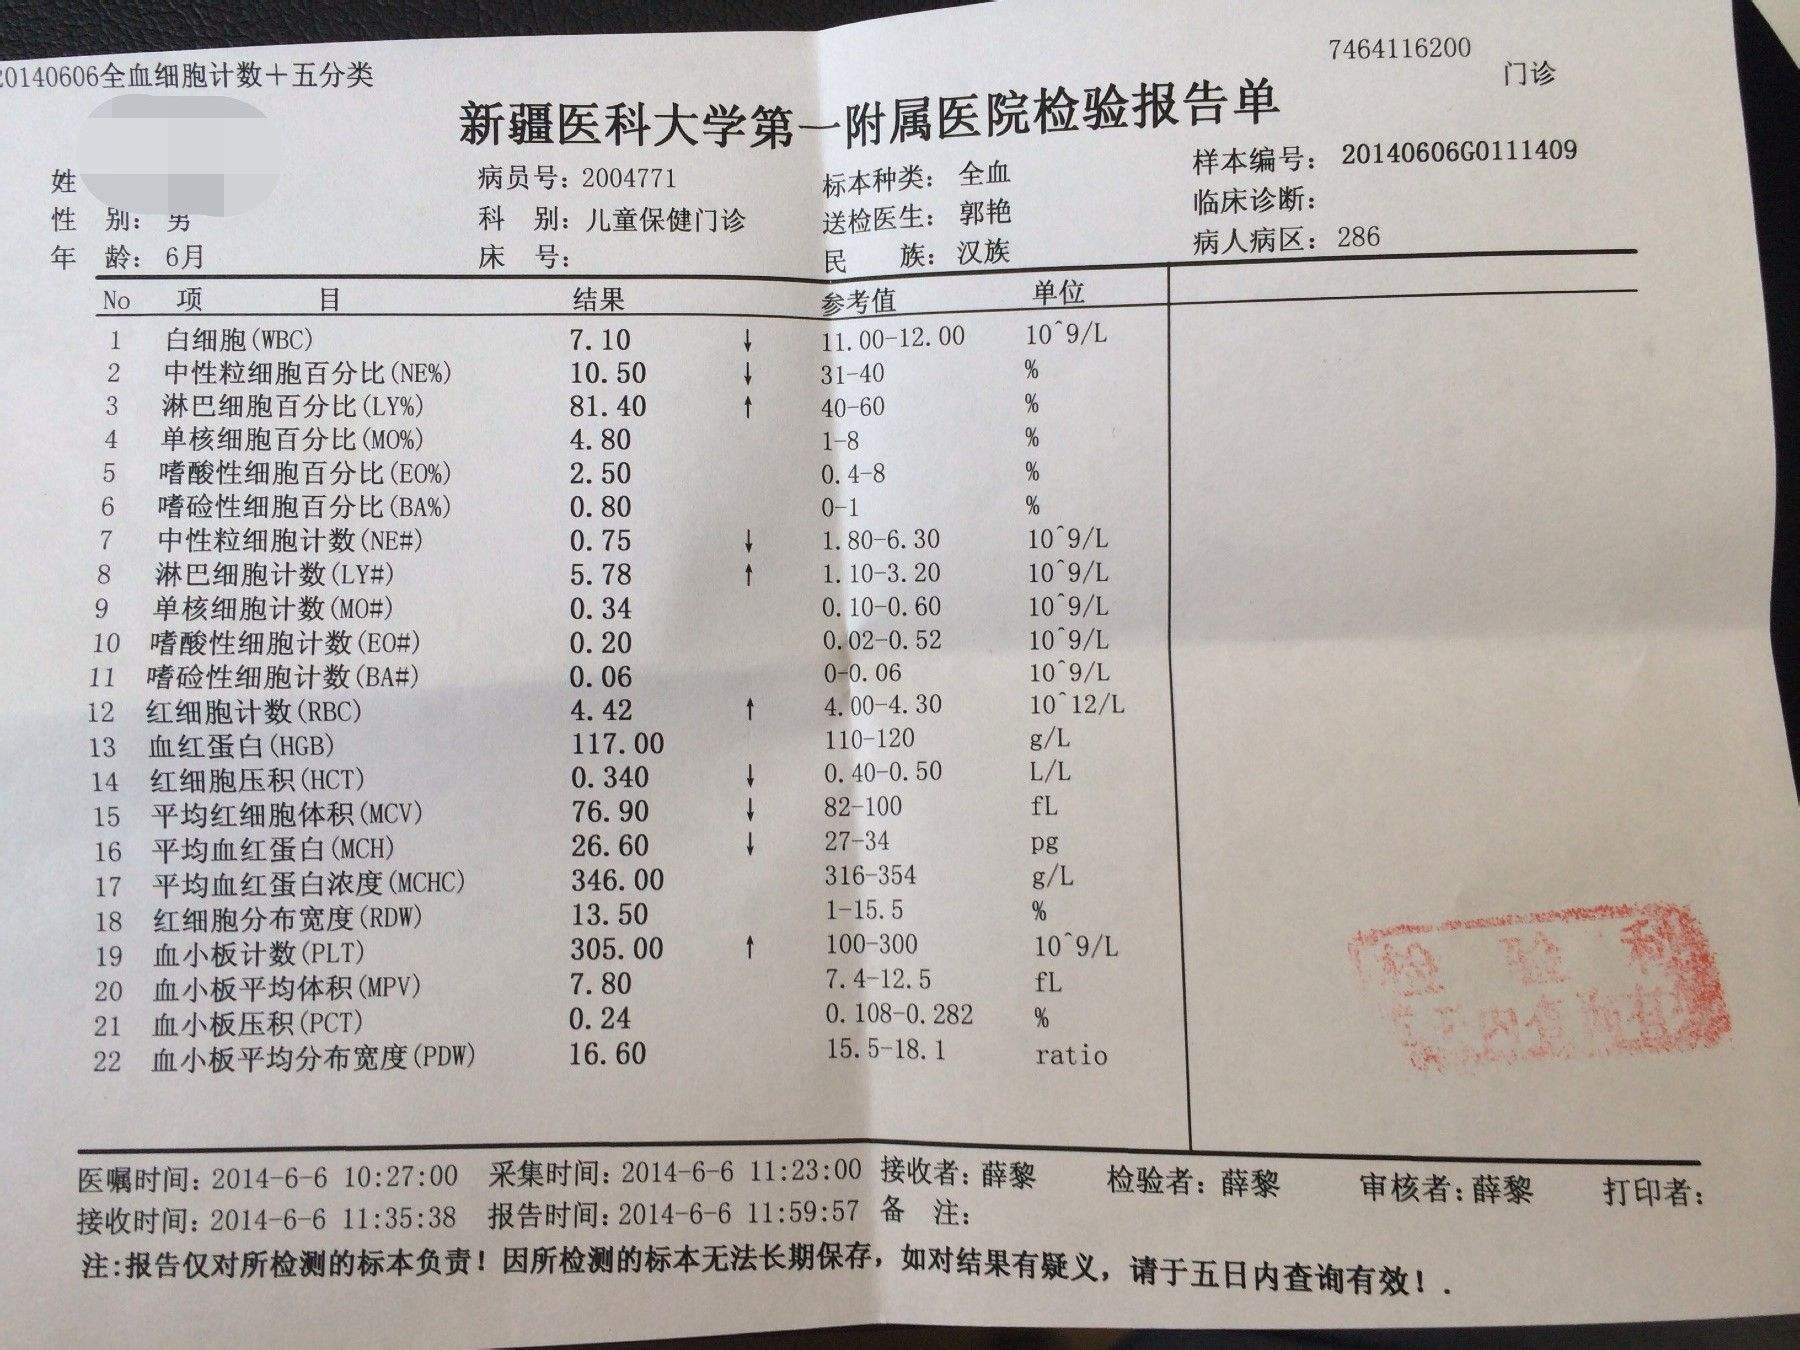 20140606全血细胞计数＋五分类
7464116200
门诊
新疆医科大学第一附属医院检验报告单
姓 病员号：2004771 标本种类：全血 样本编号：20140606G0111409
性 别：男 科 别：儿童保健门诊 送检医生：郭艳 临床诊断：
年 龄：6月 床 号： 民 族：汉族 病人病区：286
No 项 目 结果 参考值 单位
1 白细胞(WBC) 7.10 ↓ 11.00-12.00 10^9/L
2 中性粒细胞百分比(NE%) 10.50 ↓ 31-40 %
3 淋巴细胞百分比(LY%) 81.40 ↑ 40-60 %
4 单核细胞百分比(MO%) 4.80 1-8 %
5 嗜酸性细胞百分比(EO%) 2.50 0.4-8 %
6 嗜硷性细胞百分比(BA%) 0.80 0-1 %
7 中性粒细胞计数(NE#) 0.75 ↓ 1.80-6.30 10^9/L
8 淋巴细胞计数(LY#) 5.78 ↑ 1.10-3.20 10^9/L
9 单核细胞计数(MO#) 0.34 0.10-0.60 10^9/L
10 嗜酸性细胞计数(EO#) 0.20 0.02-0.52 10^9/L
11 嗜硷性细胞计数(BA#) 0.06 0-0.06 10^9/L
12 红细胞计数(RBC) 4.42 ↑ 4.00-4.30 10^12/L
13 血红蛋白(HGB) 117.00 110-120 g/L
14 红细胞压积(HCT) 0.340 ↓ 0.40-0.50 L/L
15 平均红细胞体积(MCV) 76.90 ↓ 82-100 fL
16 平均血红蛋白(MCH) 26.60 ↓ 27-34 pg
17 平均血红蛋白浓度(MCHC) 346.00 316-354 g/L
18 红细胞分布宽度(RDW) 13.50 1-15.5 %
19 血小板计数(PLT) 305.00 ↑ 100-300 10^9/L
20 血小板平均体积(MPV) 7.80 7.4-12.5 fL
21 血小板压积(PCT) 0.24 0.108-0.282 %
22 血小板平均分布宽度(PDW) 16.60 15.5-18.1 ratio
检验科
医嘱时间：2014-6-6 10:27:00 采集时间：2014-6-6 11:23:00 接收者：薛黎 检验者：薛黎 审核者：薛黎 打印者：
接收时间：2014-6-6 11:35:38 报告时间：2014-6-6 11:59:57 备 注：
注：报告仅对所检测的标本负责！因所检测的标本无法长期保存，如对结果有疑义，请于五日内查询有效！.